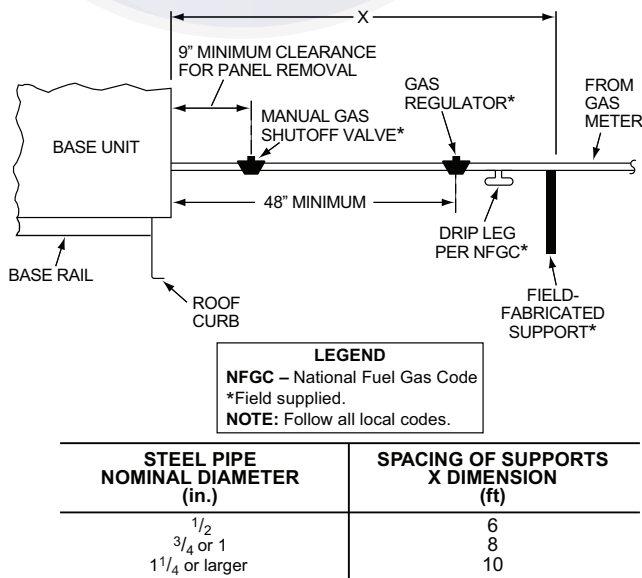 X
9" MINIMUM CLEARANCE
FOR PANEL REMOVAL
BASE UNIT
MANUAL GAS
SHUTOFF VALVE*
GAS
REGULATOR*
FROM
GAS
METER
48" MINIMUM
DRIP LEG
PER NFGC*
BASE RAIL
ROOF
CURB
FIELD-
FABRICATED
SUPPORT*
LEGEND
NFGC – National Fuel Gas Code
*Field supplied.
NOTE: Follow all local codes.
STEEL PIPE
NOMINAL DIAMETER
(in.)
SPACING OF SUPPORTS
X DIMENSION
(ft)
1/2 6
3/4 or 1 8
1 1/4 or larger 10